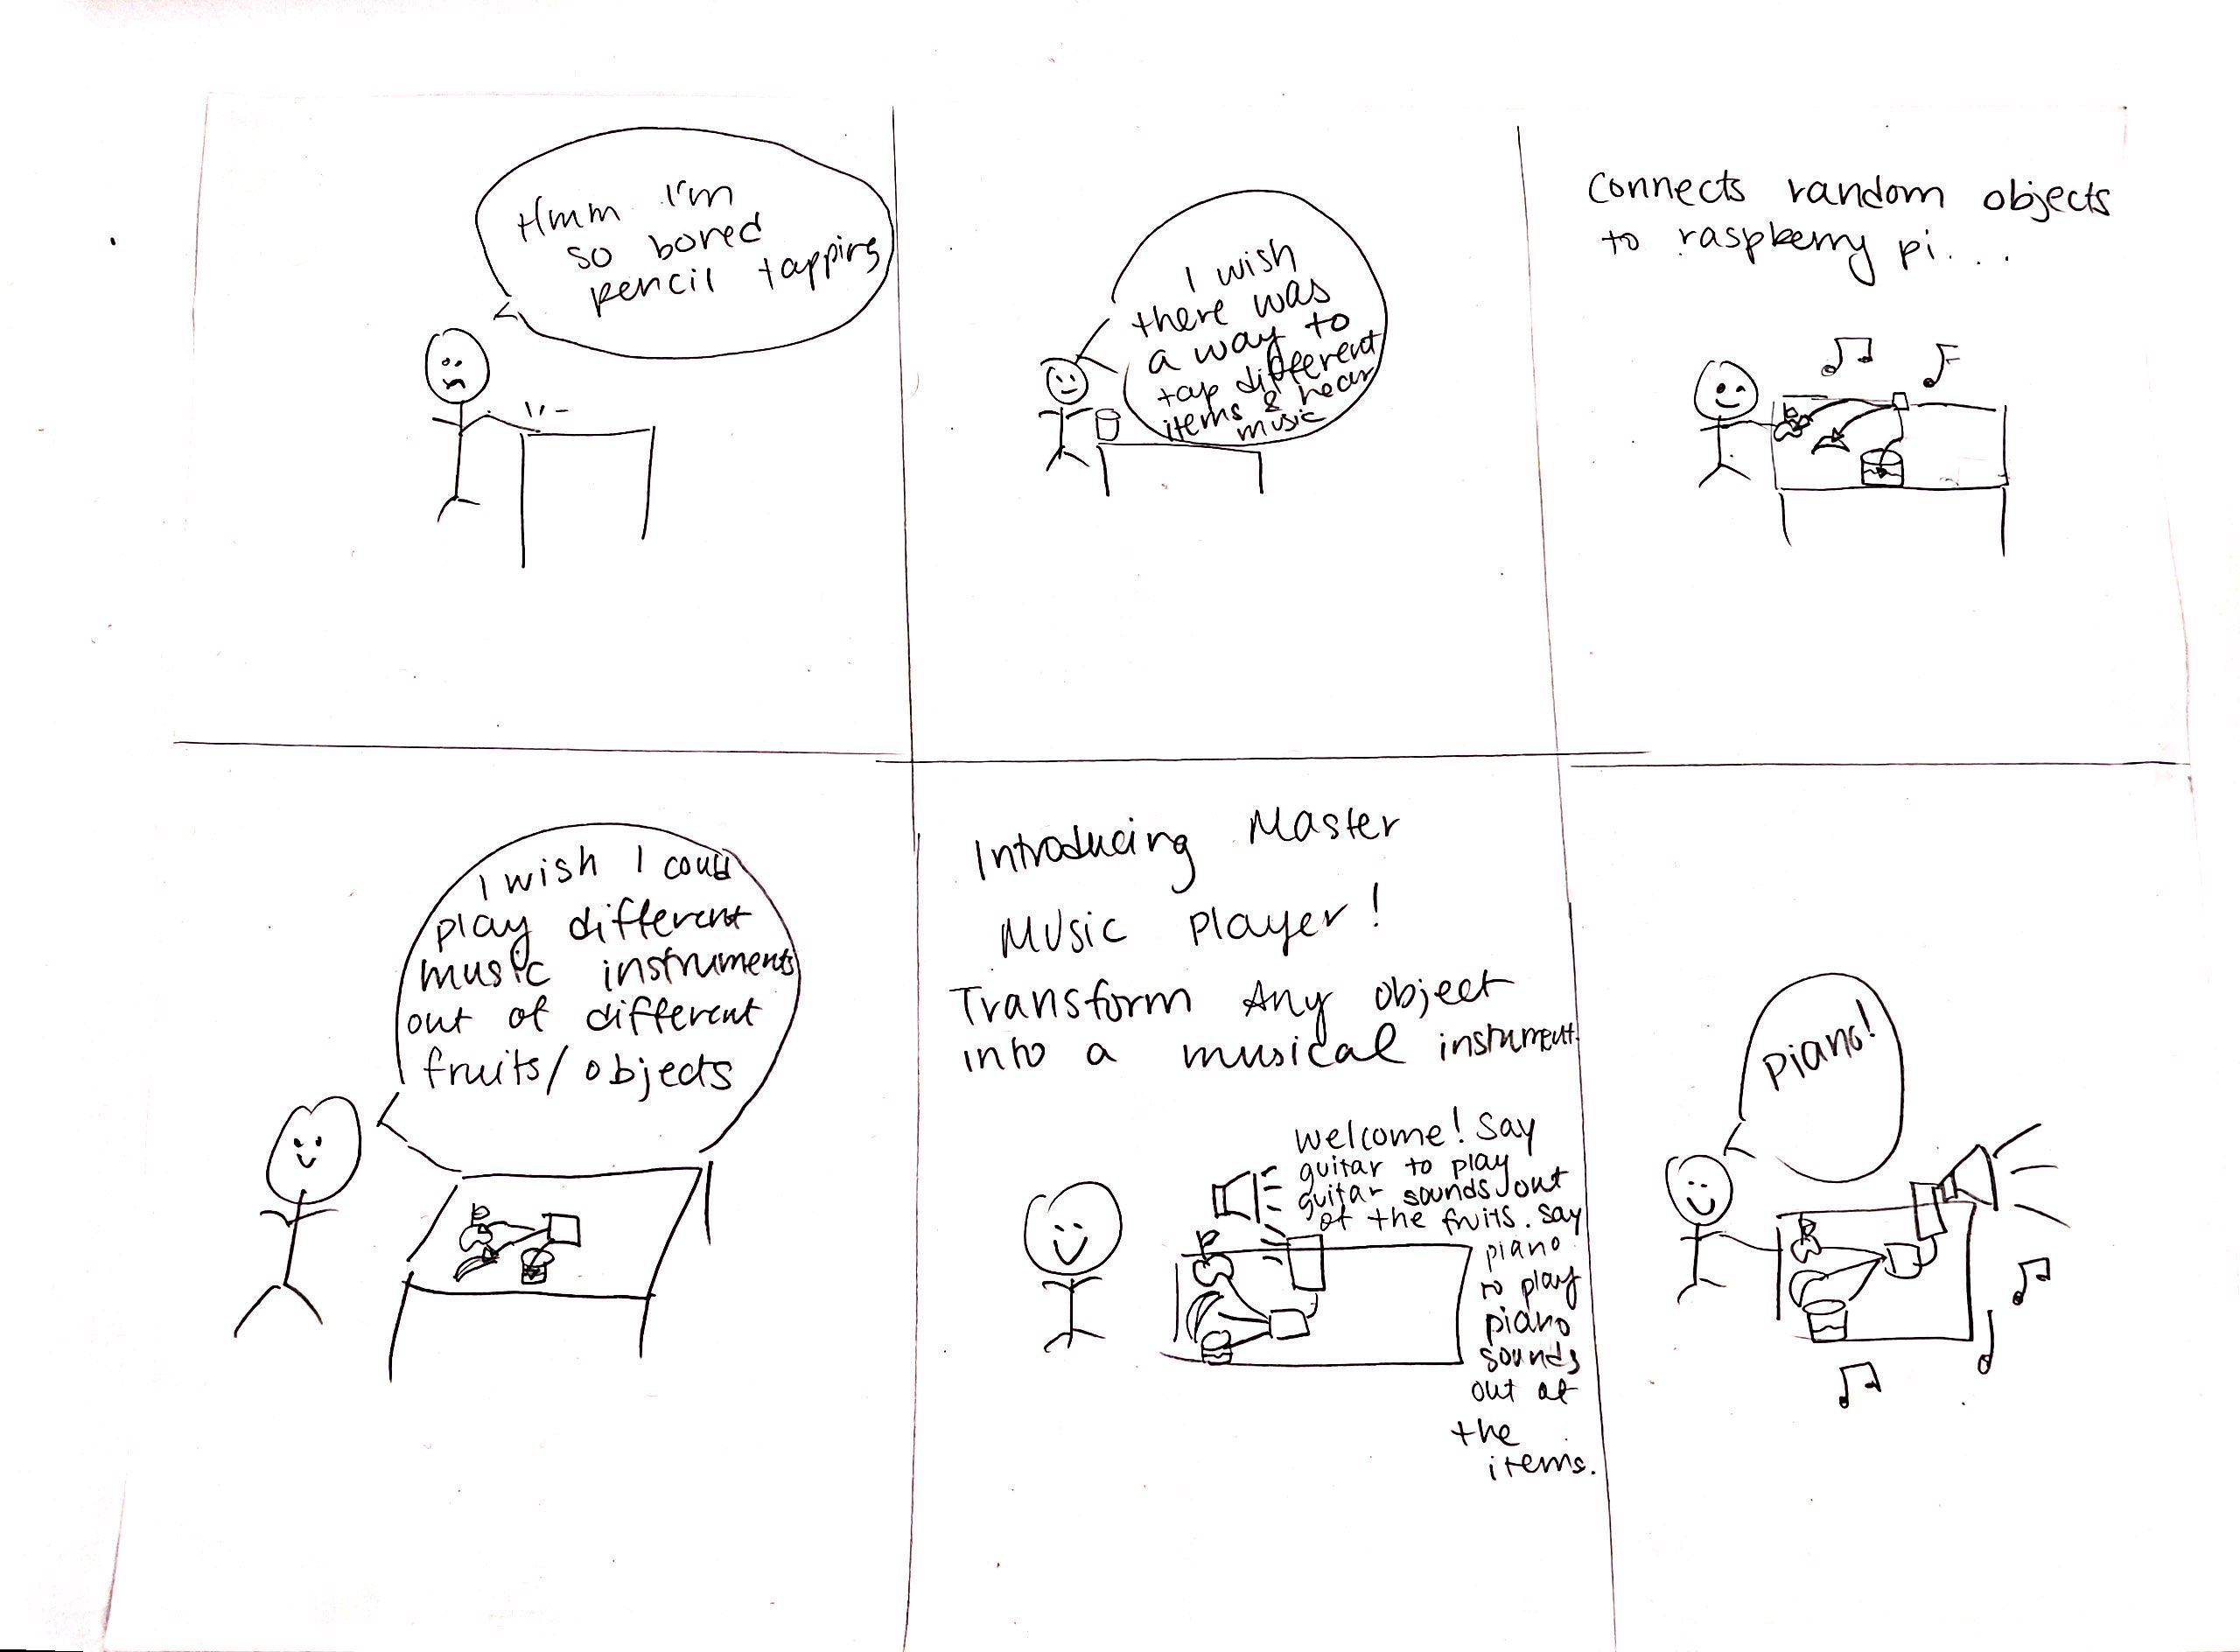 Hmm I'm
so bored
pencil tapping
I wish
there was
a way to
tap different
items & hear
music
Connects random objects
to raspberry pi...
I wish I could
play different
music instruments
out of different
fruits/objects
Introducing Master
Music Player!
Transform Any object
into a musical instrument.
Welcome! Say
guitar to play
guitar sounds out
of the fruits. Say
piano
to play
piano
sounds
out of
the
items.
Piano!